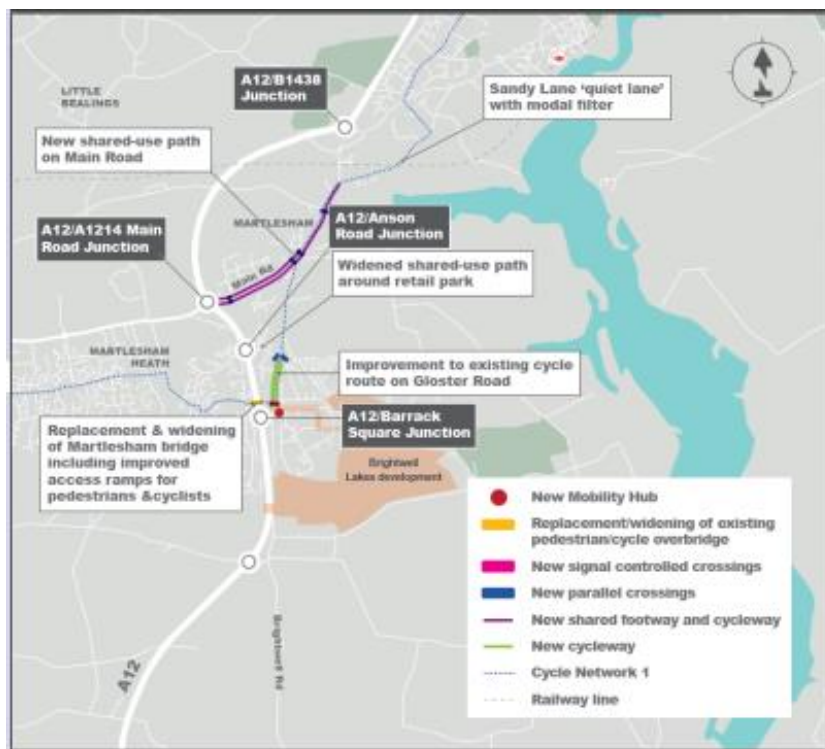 LITTLE
BEALINGS
A12/B1438
Junction
Sandy Lane ‘quiet lane’
with modal filter
New shared-use path
on Main Road
MARTLESHAM
A12/A1214 Main
Road Junction
A12/Anson
Road Junction
Main Rd
Widened shared-use path
around retail park
MARTLESHAM
HEATH
Improvement to existing cycle
route on Gloster Road
A12/Barrack
Square Junction
Replacement & widening
of Martlesham bridge
including improved
access ramps for
pedestrians &cyclists
Brightwell
Lakes development
New Mobility Hub
Replacement/widening of existing
pedestrian/cycle overbridge
New signal controlled crossings
New parallel crossings
New shared footway and cycleway
New cycleway
Cycle Network 1
Railway line
Brightwell Rd
A12